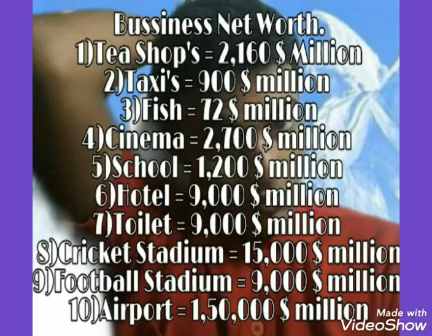 Bussiness Net Worth.
1)Tea Shop's = 2,160 $ Million
2)Taxi's = 900 $ million
3)Fish = 72 $ million
4)Cinema = 2,700 $ million
5)School = 1,200 $ million
6)Hotel = 9,000 $ million
7)Toilet = 9,000 $ million
8)Cricket Stadium = 15,000 $ million
9)Football Stadium = 9,000 $ million
10)Airport = 1,50,000 $ million
Made with
VideoShow